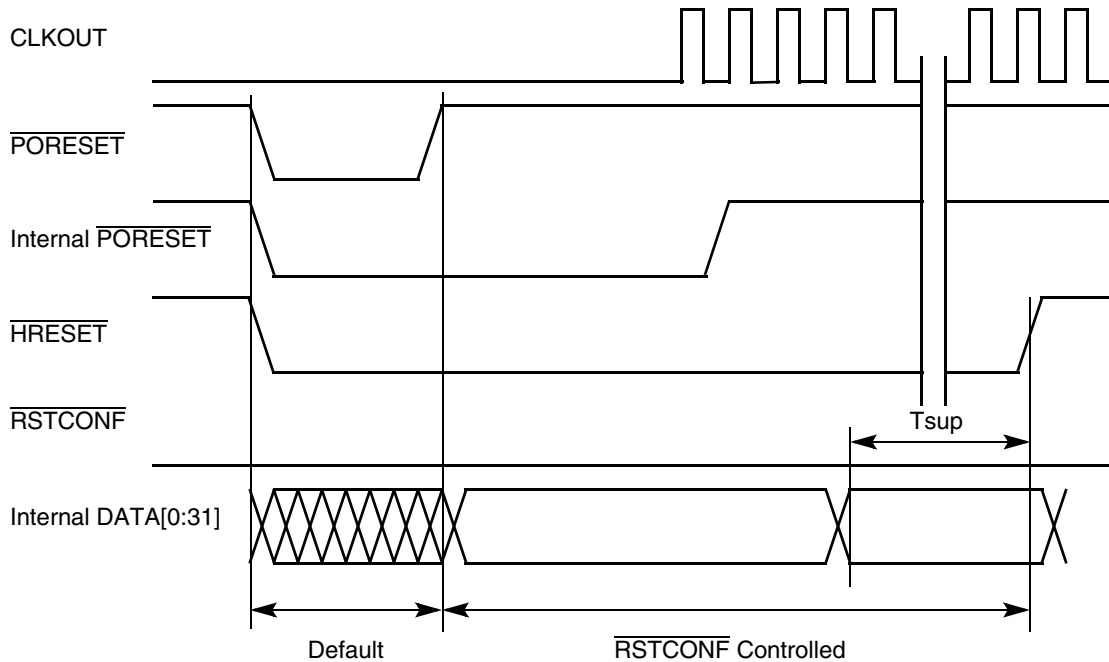 CLKOUT
PORESET
Internal PORESET
HRESET
RSTCONF
Tsup
Internal DATA[0:31]
Default
RSTCONF Controlled